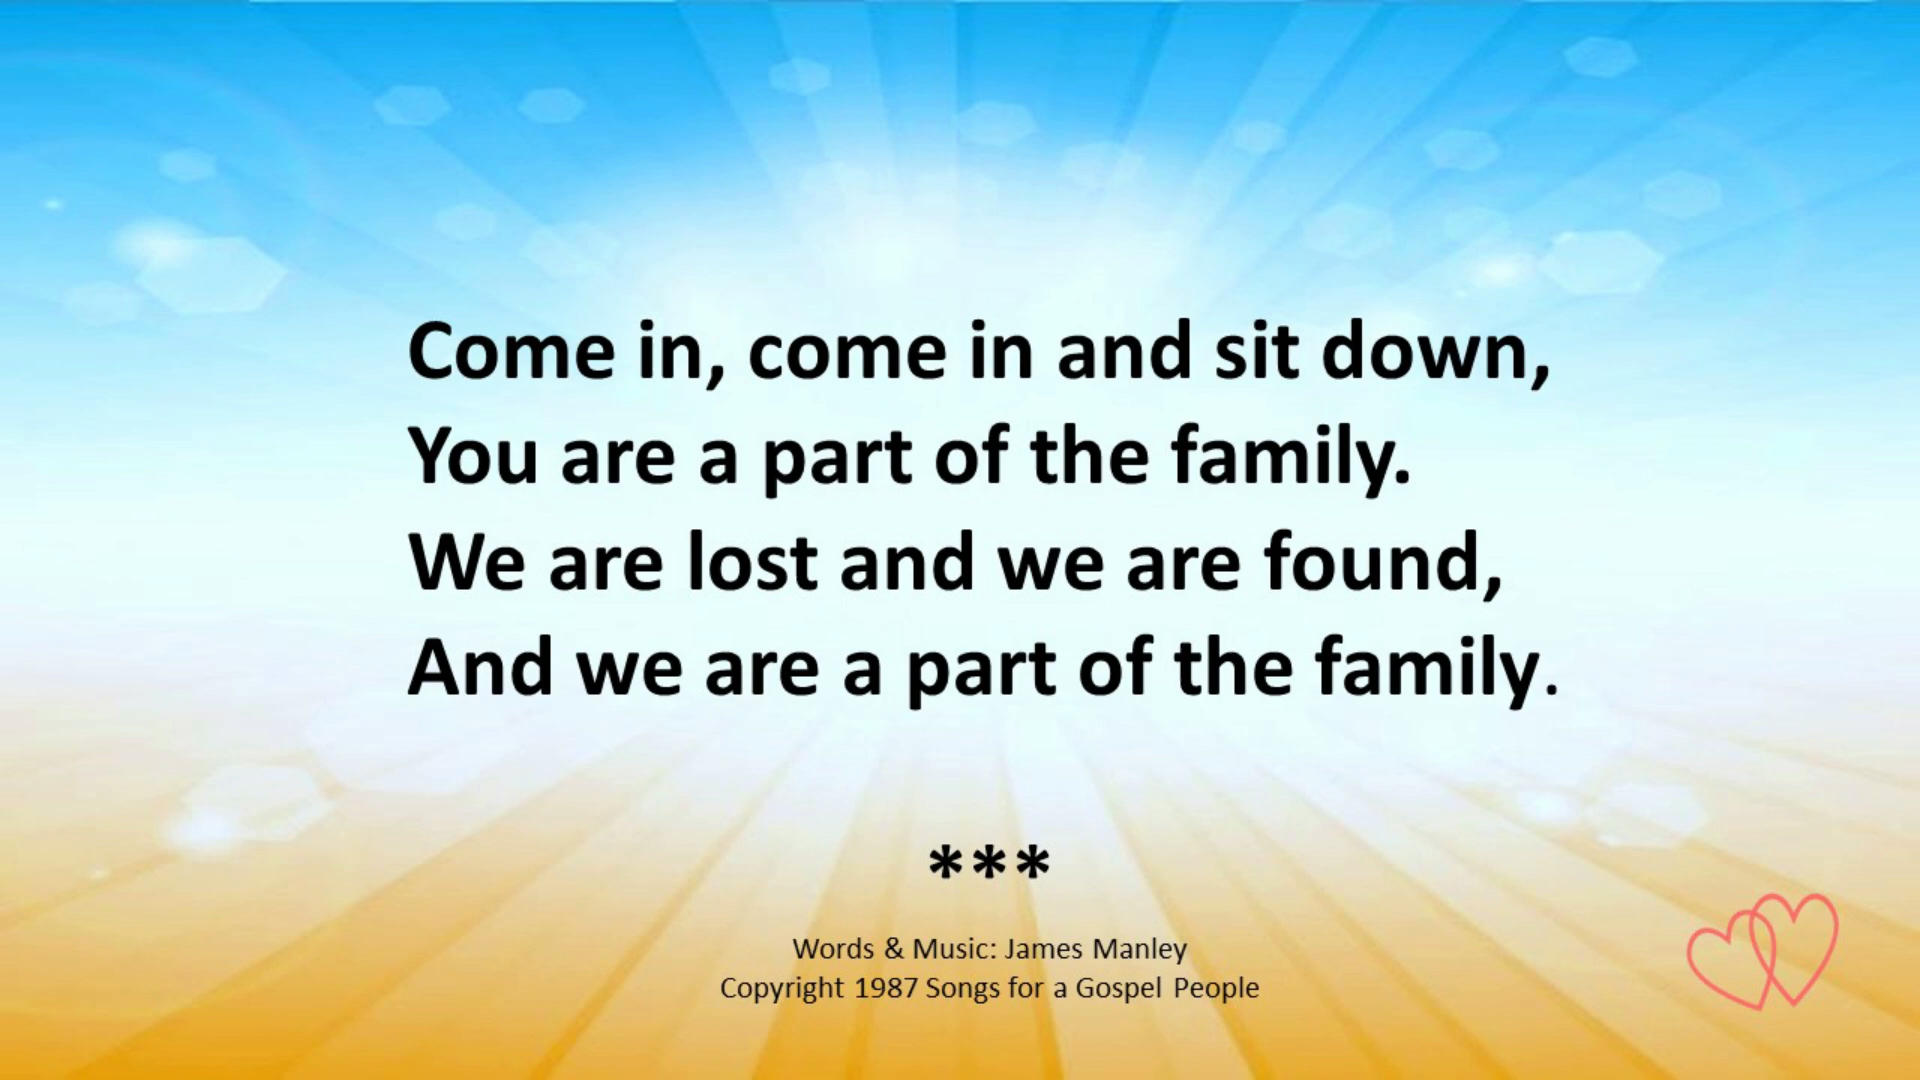 Come in, come in and sit down,
You are a part of the family.
We are lost and we are found,
And we are a part of the family.
***
Words & Music: James Manley
Copyright 1987 Songs for a Gospel People